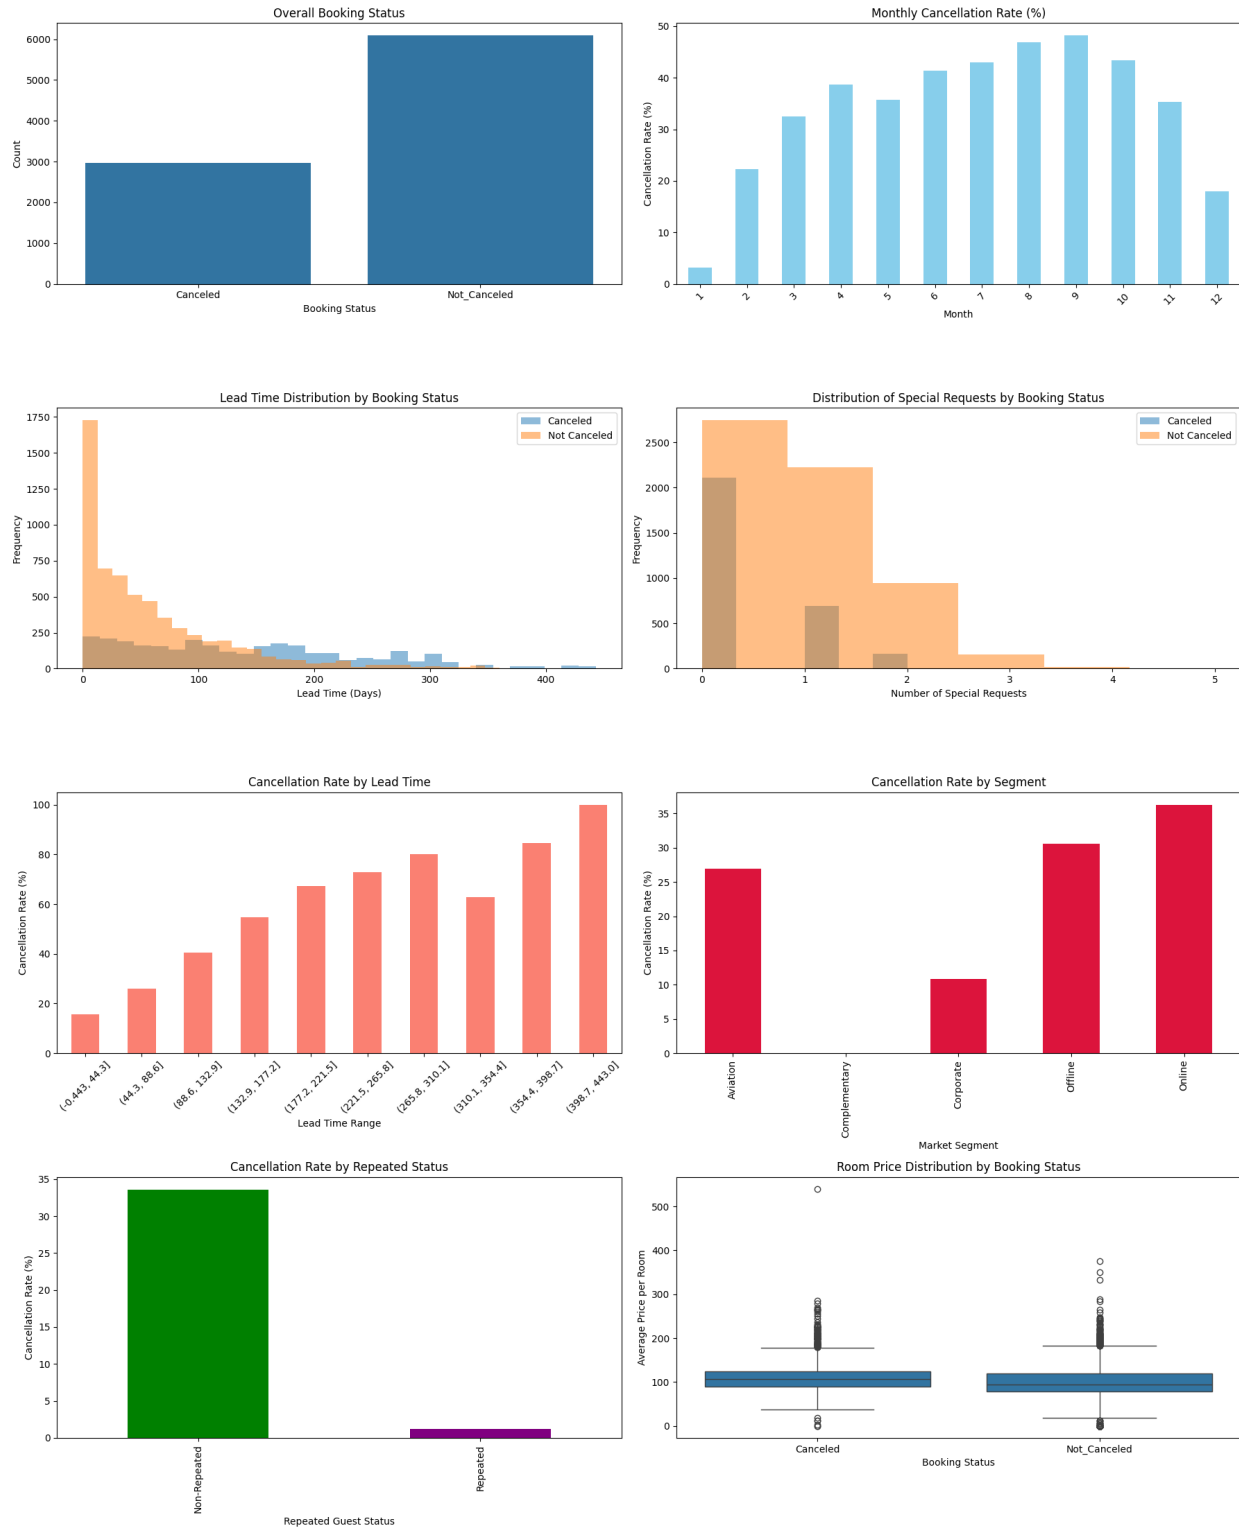 Overall Booking Status
Count
6000
5000
4000
3000
2000
1000
0
Canceled
Not_Canceled
Booking Status
Monthly Cancellation Rate (%)
Cancellation Rate (%)
50
40
30
20
10
0
1 2 3 4 5 6 7 8 9 10 11 12
Month
Lead Time Distribution by Booking Status
Frequency
1750
1500
1250
1000
750
500
250
0
Canceled
Not Canceled
0 100 200 300 400
Lead Time (Days)
Distribution of Special Requests by Booking Status
Frequency
2500
2000
1500
1000
500
0
Canceled
Not Canceled
0 1 2 3 4 5
Number of Special Requests
Cancellation Rate by Lead Time
Cancellation Rate (%)
100
80
60
40
20
0
(-0.443, 44.3]
(44.3, 88.6]
(88.6, 132.9]
(132.9, 177.2]
(177.2, 221.5]
(221.5, 265.8]
(265.8, 310.1]
(310.1, 354.4]
(354.4, 398.7]
(398.7, 443.0]
Lead Time Range
Cancellation Rate by Segment
Cancellation Rate (%)
35
30
25
20
15
10
5
0
Aviation
Complementary
Corporate
Offline
Online
Market Segment
Cancellation Rate by Repeated Status
Cancellation Rate (%)
35
30
25
20
15
10
5
0
Non-Repeated
Repeated
Repeated Guest Status
Room Price Distribution by Booking Status
Average Price per Room
500
400
300
200
100
0
Canceled
Not_Canceled
Booking Status